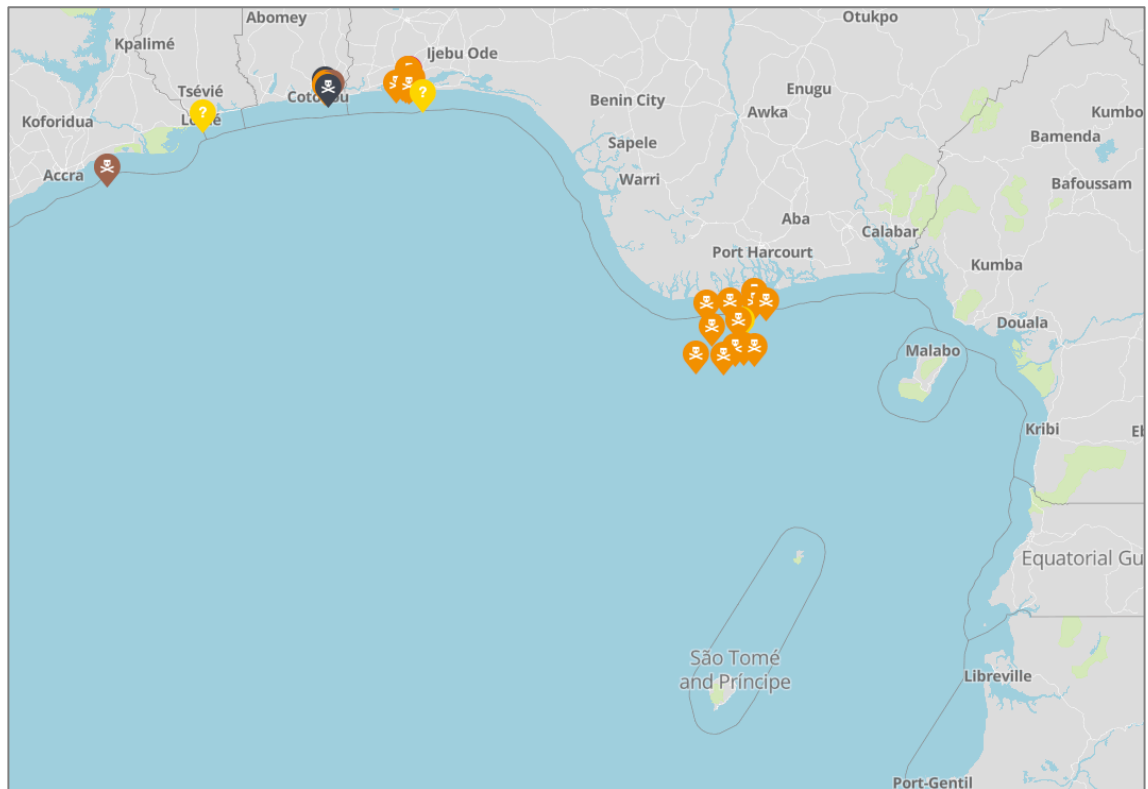 Abomey
Otukpo
Kpalimé
Ijebu Ode
Tsévié
Enugu
Benin City
Kumbo
Awka
Koforidua
Bamenda
Sapele
Accra
Warri
Bafoussam
Aba
Calabar
Port Harcourt
Kumba
Douala
Malabo
Kribi
Equatorial Gu
São Tomé
and Príncipe
Libreville
Port-Gentil
?
?